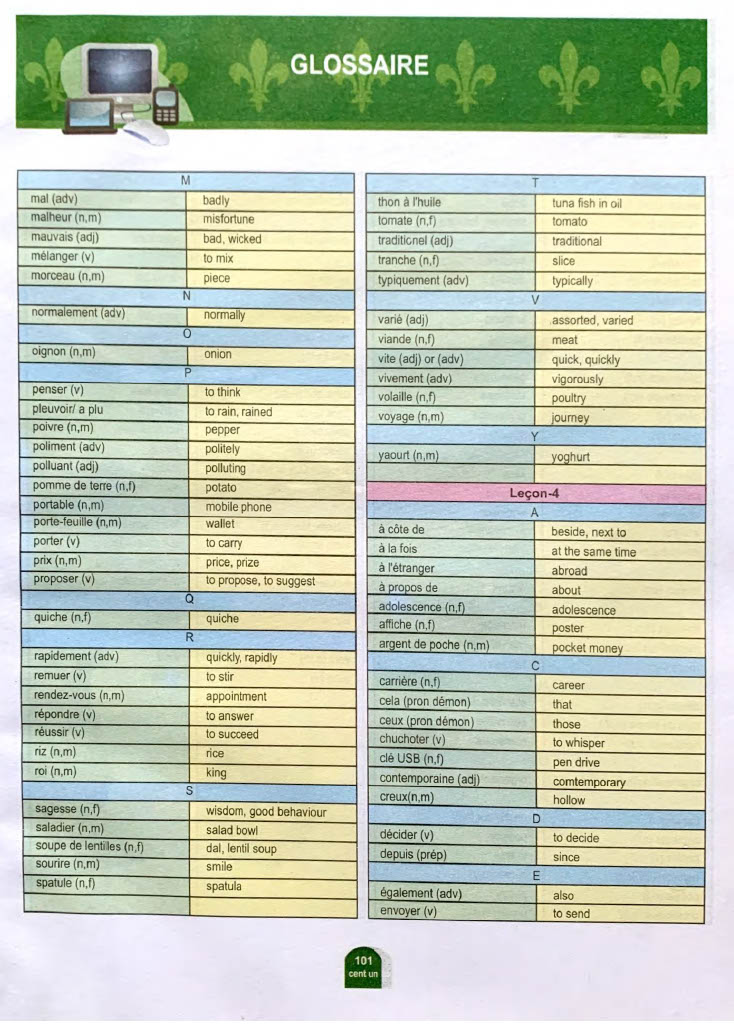 GLOSSAIRE
M
mal (adv) badly
malheur (n,m) misfortune
mauvais (adj) bad, wicked
mélanger (v) to mix
morceau (n,m) piece
N
normalement (adv) normally
O
oignon (n,m) onion
P
penser (v) to think
pleuvoir/ a plu to rain, rained
poivre (n,m) pepper
poliment (adv) politely
polluant (adj) polluting
pomme de terre (n,f) potato
portable (n,m) mobile phone
porte-feuille (n,m) wallet
porter (v) to carry
prix (n,m) price, prize
proposer (v) to propose, to suggest
Q
quiche (n,f) quiche
R
rapidement (adv) quickly, rapidly
remuer (v) to stir
rendez-vous (n,m) appointment
répondre (v) to answer
réussir (v) to succeed
riz (n,m) rice
roi (n,m) king
S
sagesse (n,f) wisdom, good behaviour
saladier (n,m) salad bowl
soupe de lentilles (n,f) dal, lentil soup
sourire (n,m) smile
spatule (n,f) spatula
T
thon à l'huile tuna fish in oil
tomate (n,f) tomato
traditionel (adj) traditional
tranche (n,f) slice
typiquement (adv) typically
V
varié (adj) assorted, varied
viande (n,f) meat
vite (adj) or (adv) quick, quickly
vivement (adv) vigorously
volaille (n,f) poultry
voyage (n,m) journey
Y
yaourt (n,m) yoghurt
Leçon-4
A
à côte de beside, next to
à la fois at the same time
à l'étranger abroad
à propos de about
adolescence (n,f) adolescence
affiche (n,f) poster
argent de poche (n,m) pocket money
C
carrière (n,f) career
cela (pron démon) that
ceux (pron démon) those
chuchoter (v) to whisper
clé USB (n,f) pen drive
contemporaine (adj) comtemporary
creux(n,m) hollow
D
décider (v) to decide
depuis (prép) since
E
également (adv) also
envoyer (v) to send
101
cent un